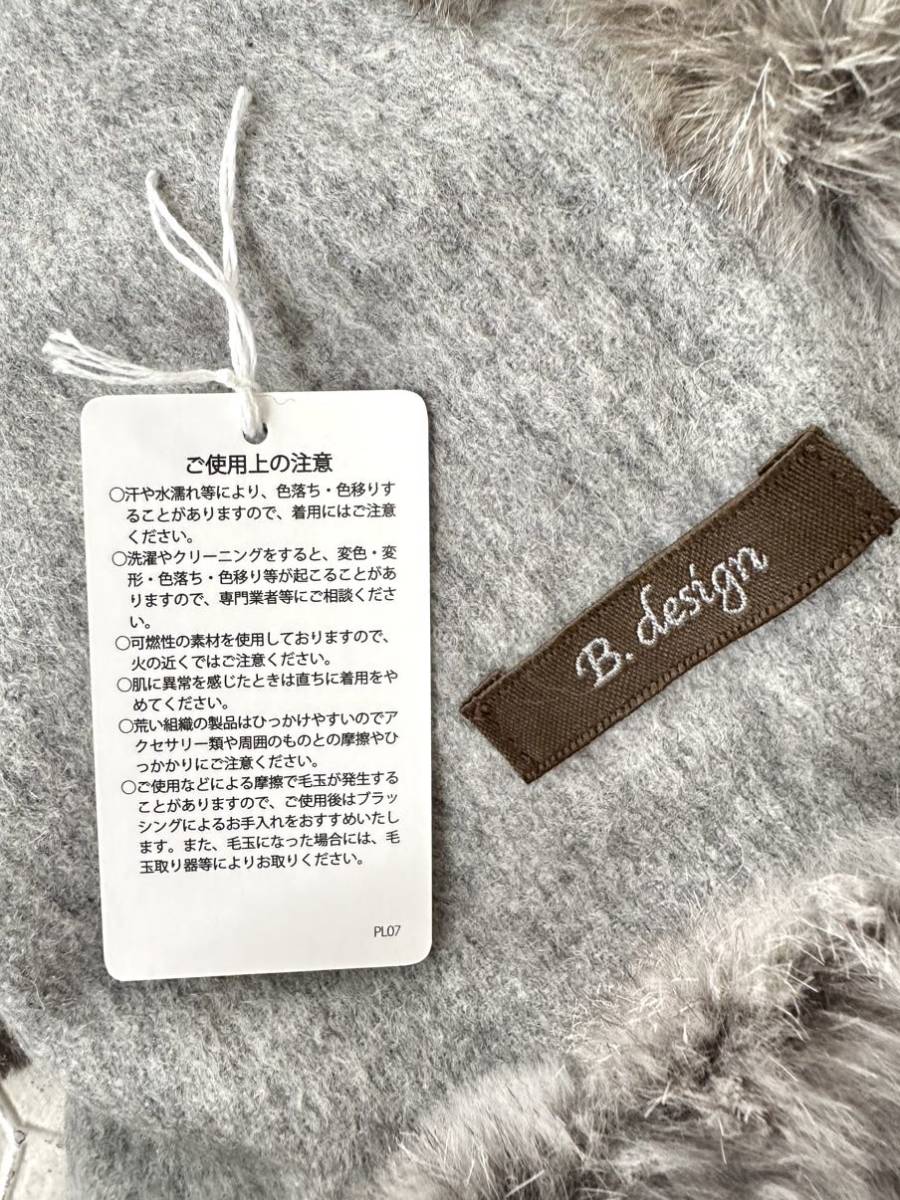 ご使用上の注意
○汗や水濡れ等により、色落ち・色移りす
ることがありますので、着用にはご注意
ください。
○洗濯やクリーニングをすると、変色・変
形・色落ち・色移り等が起こることがあ
りますので、専門業者等にご相談くださ
い。
○可燃性の素材を使用しておりますので、
火の近くではご注意ください。
○肌に異常を感じたときは直ちに着用をや
めてください。
○荒い組織の製品はひっかけやすいのでア
クセサリー類や周囲のものとの摩擦やひ
っかかりにご注意ください。
○ご使用などによる摩擦で毛玉が発生する
ことがありますので、ご使用後はブラッ
シングによるお手入れをおすすめいたし
ます。また、毛玉になった場合には、毛
玉取り器等によりお取りください。
PL07
B. design